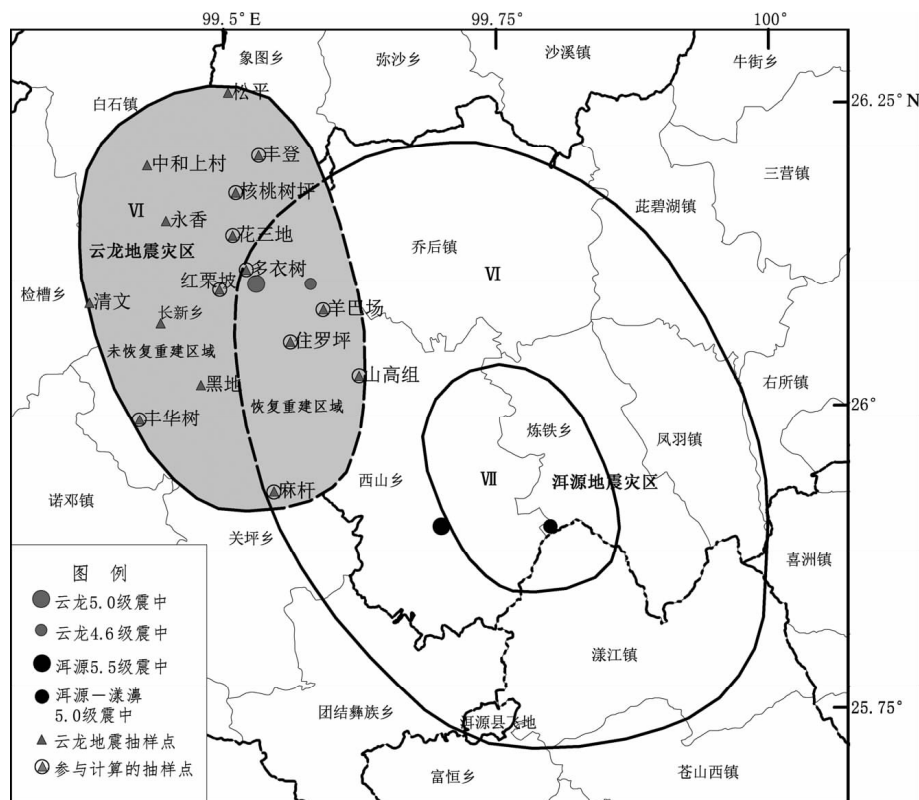 99.5° E
99.75°
100°
象图乡
弥沙乡
沙溪镇
牛街乡
白石镇
松平
26.25° N
丰登
中和上村
三营镇
核桃树坪
茈碧湖镇
Ⅵ
永香
花三地
云龙地震灾区
乔后镇
Ⅵ
多衣树
红栗坡
检槽乡
清文
羊巴场
长新乡
住罗坪
未恢复重建区域
山高组
黑地
右所镇
恢复重建区域
26°
丰华树
炼铁乡
凤羽镇
西山乡
Ⅶ
洱源地震灾区
麻杆
诺邓镇
关坪乡
喜洲镇
图 例
云龙5.0级震中
云龙4.6级震中
洱源5.5级震中
洱源－漾濞
5.0级震中
云龙地震抽样点
参与计算的抽样点
漾江镇
团结彝族乡
洱源县飞地
25.75°
富恒乡
苍山西镇